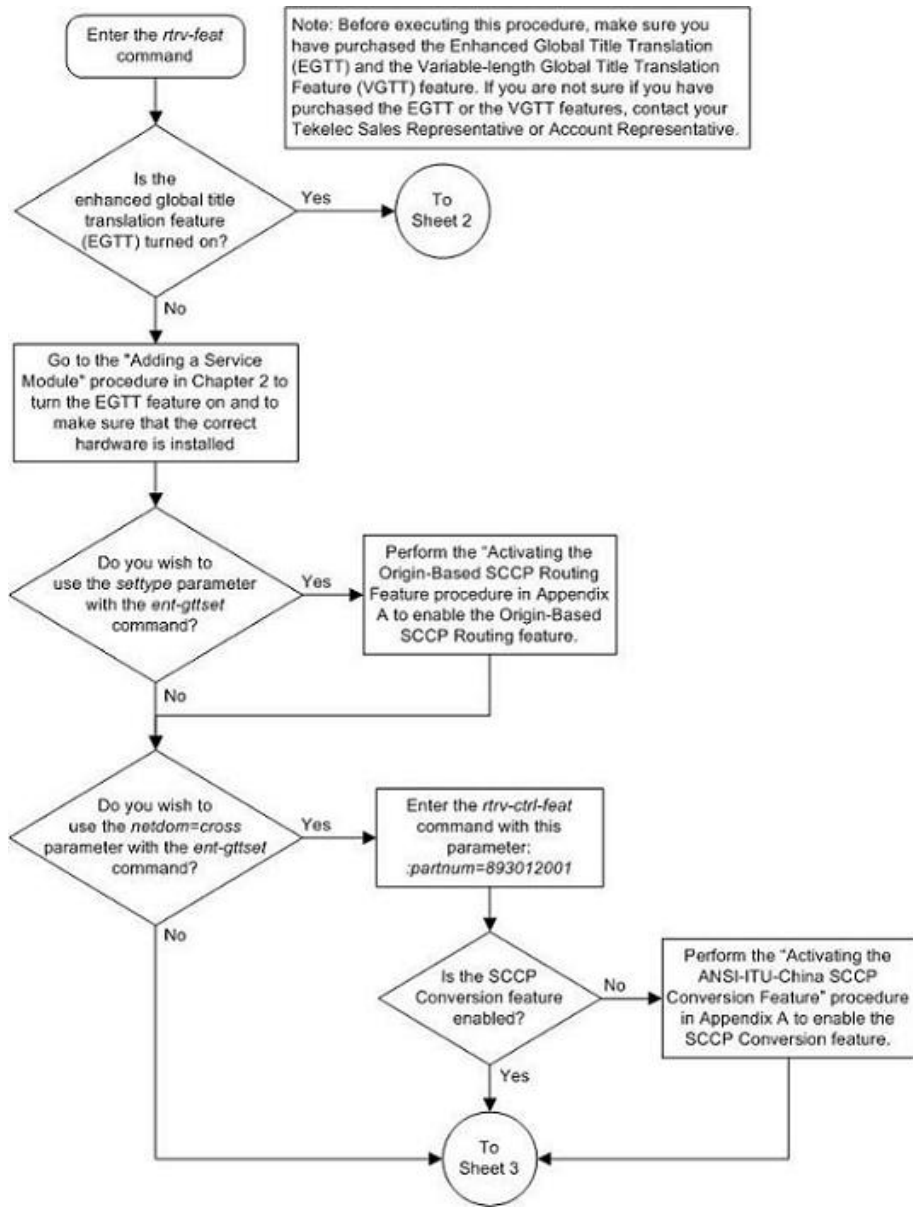 Enter the rtrv-feat
command
Note: Before executing this procedure, make sure you
have purchased the Enhanced Global Title Translation
(EGTT) and the Variable-length Global Title Translation
Feature (VGTT) feature. If you are not sure if you have
purchased the EGTT or the VGTT features, contact your
Tekelec Sales Representative or Account Representative.
Is the
enhanced global title
translation feature
(EGTT) turned on?
Yes
To
Sheet 2
No
Go to the "Adding a Service
Module" procedure in Chapter 2 to
turn the EGTT feature on and to
make sure that the correct
hardware is installed
Do you wish to
use the settype parameter
with the ent-gttset
command?
Yes
Perform the "Activating the
Origin-Based SCCP Routing
Feature procedure in Appendix
A to enable the Origin-Based
SCCP Routing feature.
No
Do you wish to
use the netdom=cross
parameter with the ent-gttset
command?
Yes
Enter the rtrv-ctrl-feat
command with this
parameter:
:partnum=893012001
No
Is the SCCP
Conversion feature
enabled?
No
Perform the "Activating the
ANSI-ITU-China SCCP
Conversion Feature" procedure
in Appendix A to enable the
SCCP Conversion feature.
Yes
To
Sheet 3